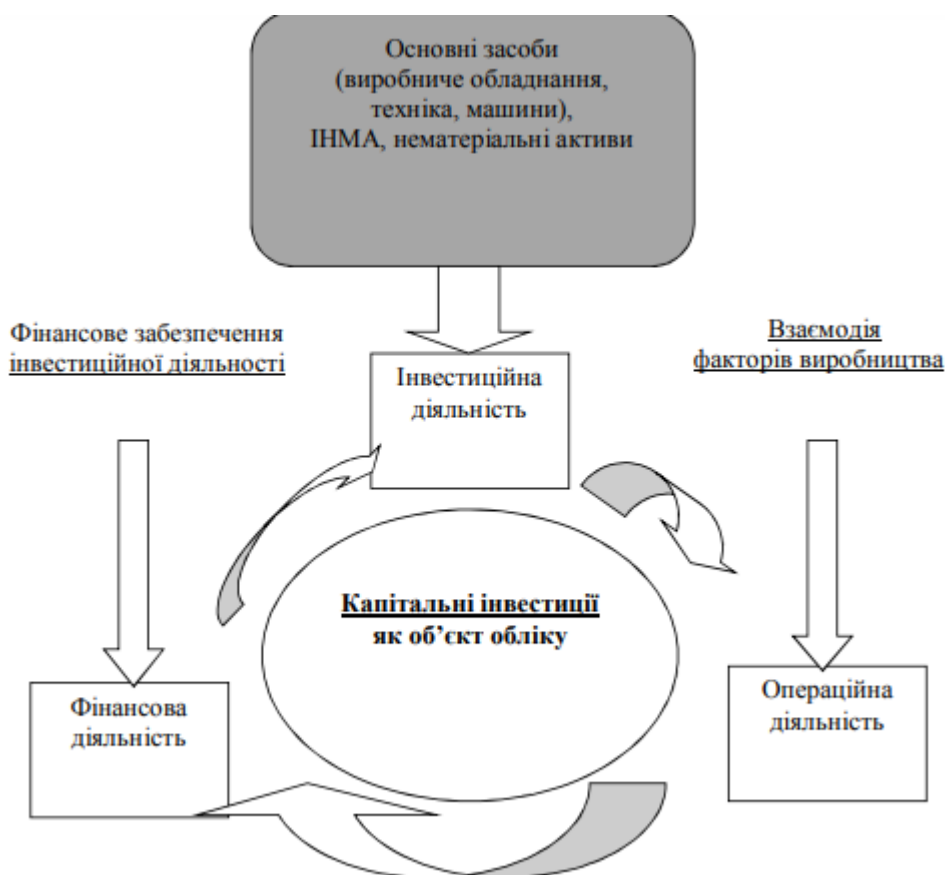 Основні засоби
(виробниче обладнання,
техніка, машини),
ІНМА, нематеріальні активи
Фінансове забезпечення
інвестиційної діяльності
Взаємодія
факторів виробництва
Інвестиційна
діяльність
Капітальні інвестиції
як об’єкт обліку
Фінансова
діяльність
Операційна
діяльність